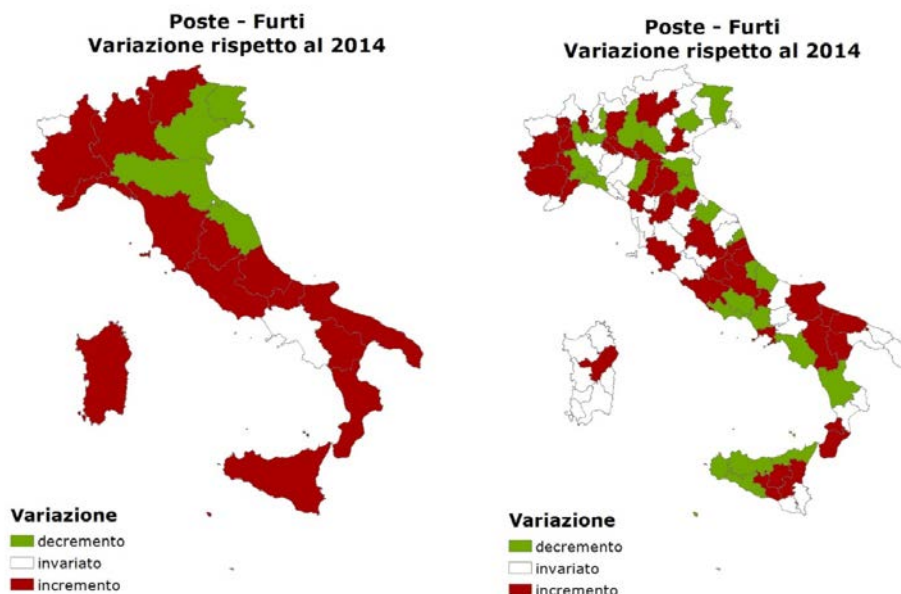 Poste - Furti
Variazione rispetto al 2014
Variazione
decremento
invariato
incremento
Poste - Furti
Variazione rispetto al 2014
Variazione
decremento
invariato
incremento